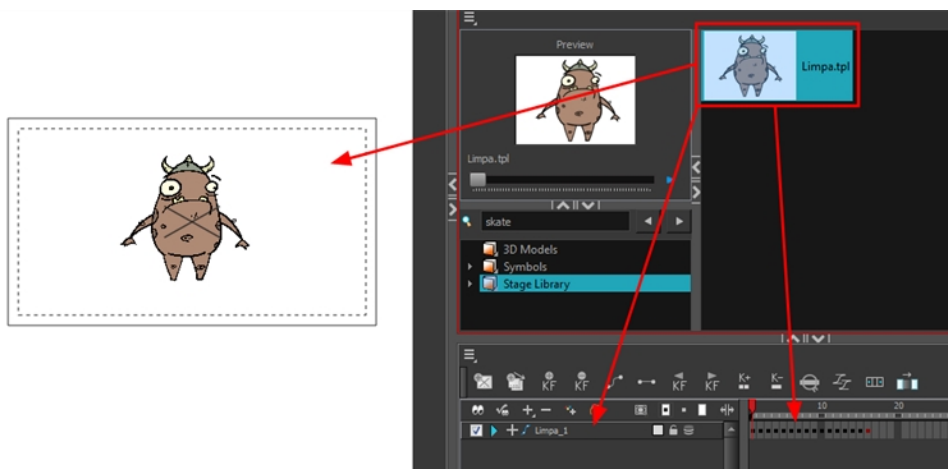 Preview
Limpa.tpl
Limpa.tpl
skate
3D Models
Symbols
Stage Library
KF KF KF KF K+ K-
10 20
Limpa_1